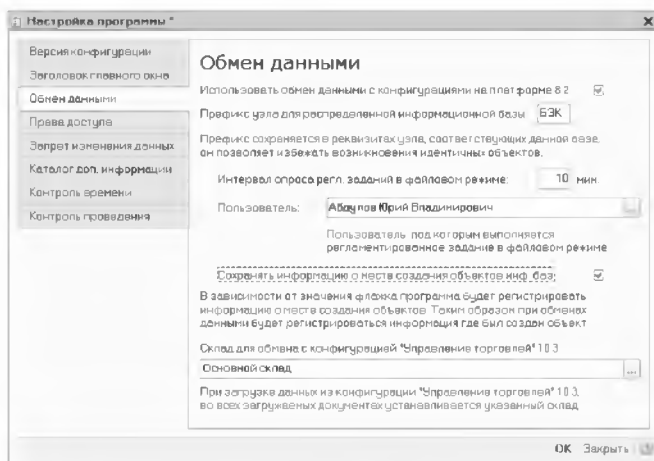 Настройка программы *
Версия конфигурации
Заголовок главного окна
Обмен данными
Права доступа
Запрет изменения данных
Каталог доп. информации
Контроль времени
Контроль проведения
Обмен данными
Использовать обмен данными с конфигурациями на платформе 8.2
Префикс узла для распределенной информационной базы: БЗК
Префикс сохраняется в реквизитах узла, соответствующих данной базе,
он позволяет избежать возникновения идентичных объектов.
Интервал опроса регл. заданий в файловом режиме: 10 мин.
Пользователь: Абдулов Юрий Владимирович
Пользователь под которым выполняется
регламентированное задание в файловом режиме
Сохранять информацию о месте создания объектов инф. баз:
В зависимости от значения флажка программа будет регистрировать
информацию о месте создания объектов. Таким образом при обменах
данными будет регистрироваться информация где был создан объект
Склад для обмена с конфигурацией "Управление торговлей" 10.3
Основной склад ...
При загрузке данных из конфигурации "Управление торговлей" 10.3,
во всех загружаемых документах устанавливается указанный склад
OK Закрыть